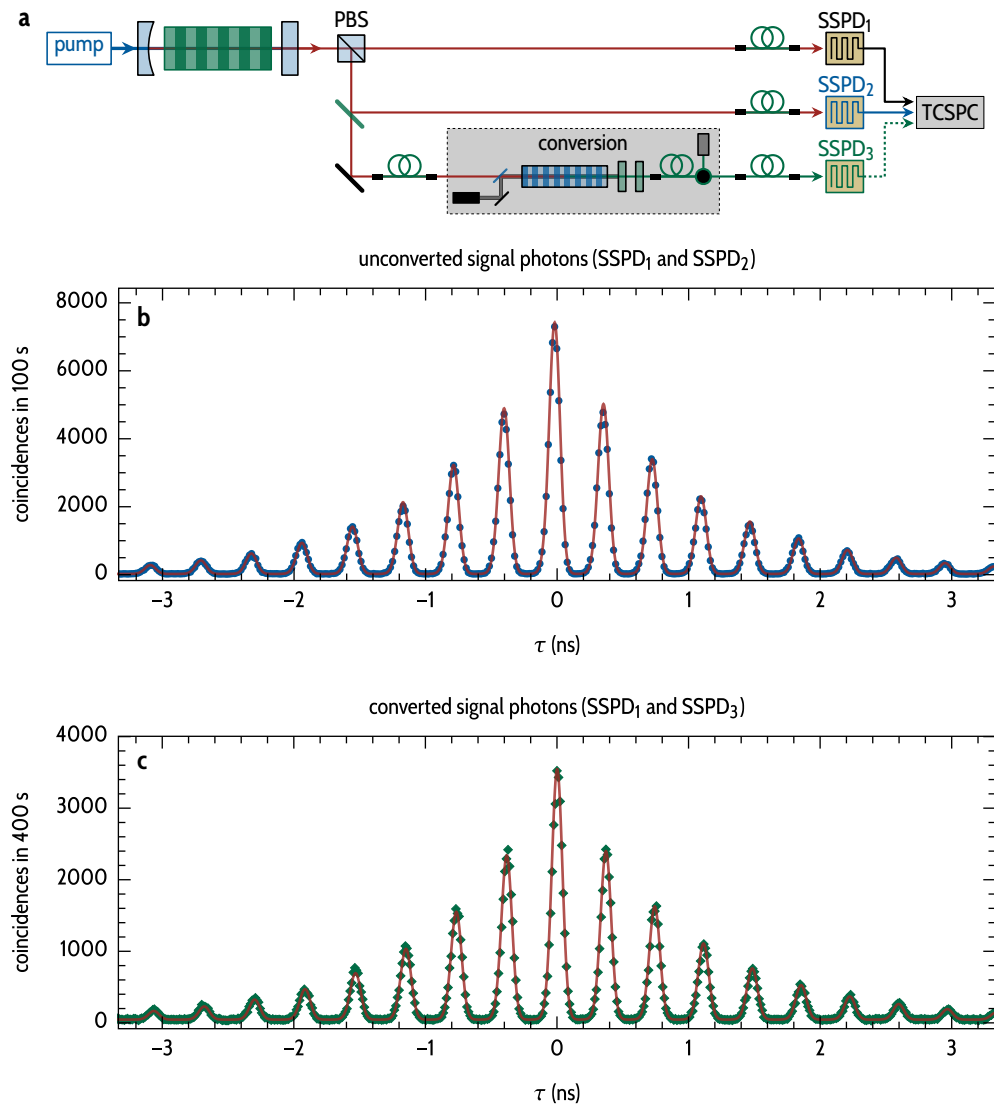 a
PBS
SSPD1
pump
SSPD2
TCSPC
conversion
SSPD3
unconverted signal photons (SSPD1 and SSPD2)
b
8000
6000
4000
2000
0
coincidences in 100 s
−3 −2 −1 0 1 2 3
τ (ns)
converted signal photons (SSPD1 and SSPD3)
c
4000
3000
2000
1000
0
coincidences in 400 s
−3 −2 −1 0 1 2 3
τ (ns)